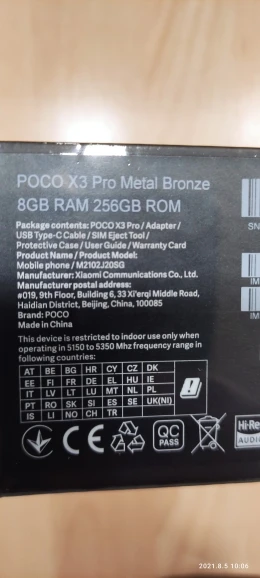 POCO X3 Pro Metal Bronze
8GB RAM 256GB ROM
Package contents: POCO X3 Pro / Adapter /
USB Type-C Cable / SIM Eject Tool /
Protective Case / User Guide / Warranty Card
Product Name / Product Model:
Mobile phone / M2102J20SG
Manufacturer: Xiaomi Communications Co., Ltd.
Manufacturer postal address:
#019, 9th Floor, Building 6, 33 Xi'erqi Middle Road,
Haidian District, Beijing, China, 100085
Brand: POCO
Made in China
This device is restricted to indoor use only when
operating in 5150 to 5350 Mhz frequency range in
following countries:
AT BE BG HR CY CZ DK
EE FI FR DE EL HU IE
IT LV LT LU MT NL PL
PT RO SK SI ES SE UK(NI)
IS LI NO CH TR
CE
QC
PASS
Hi-Re
AUDIO
SN
IM
IM
2021.8.5 10:06